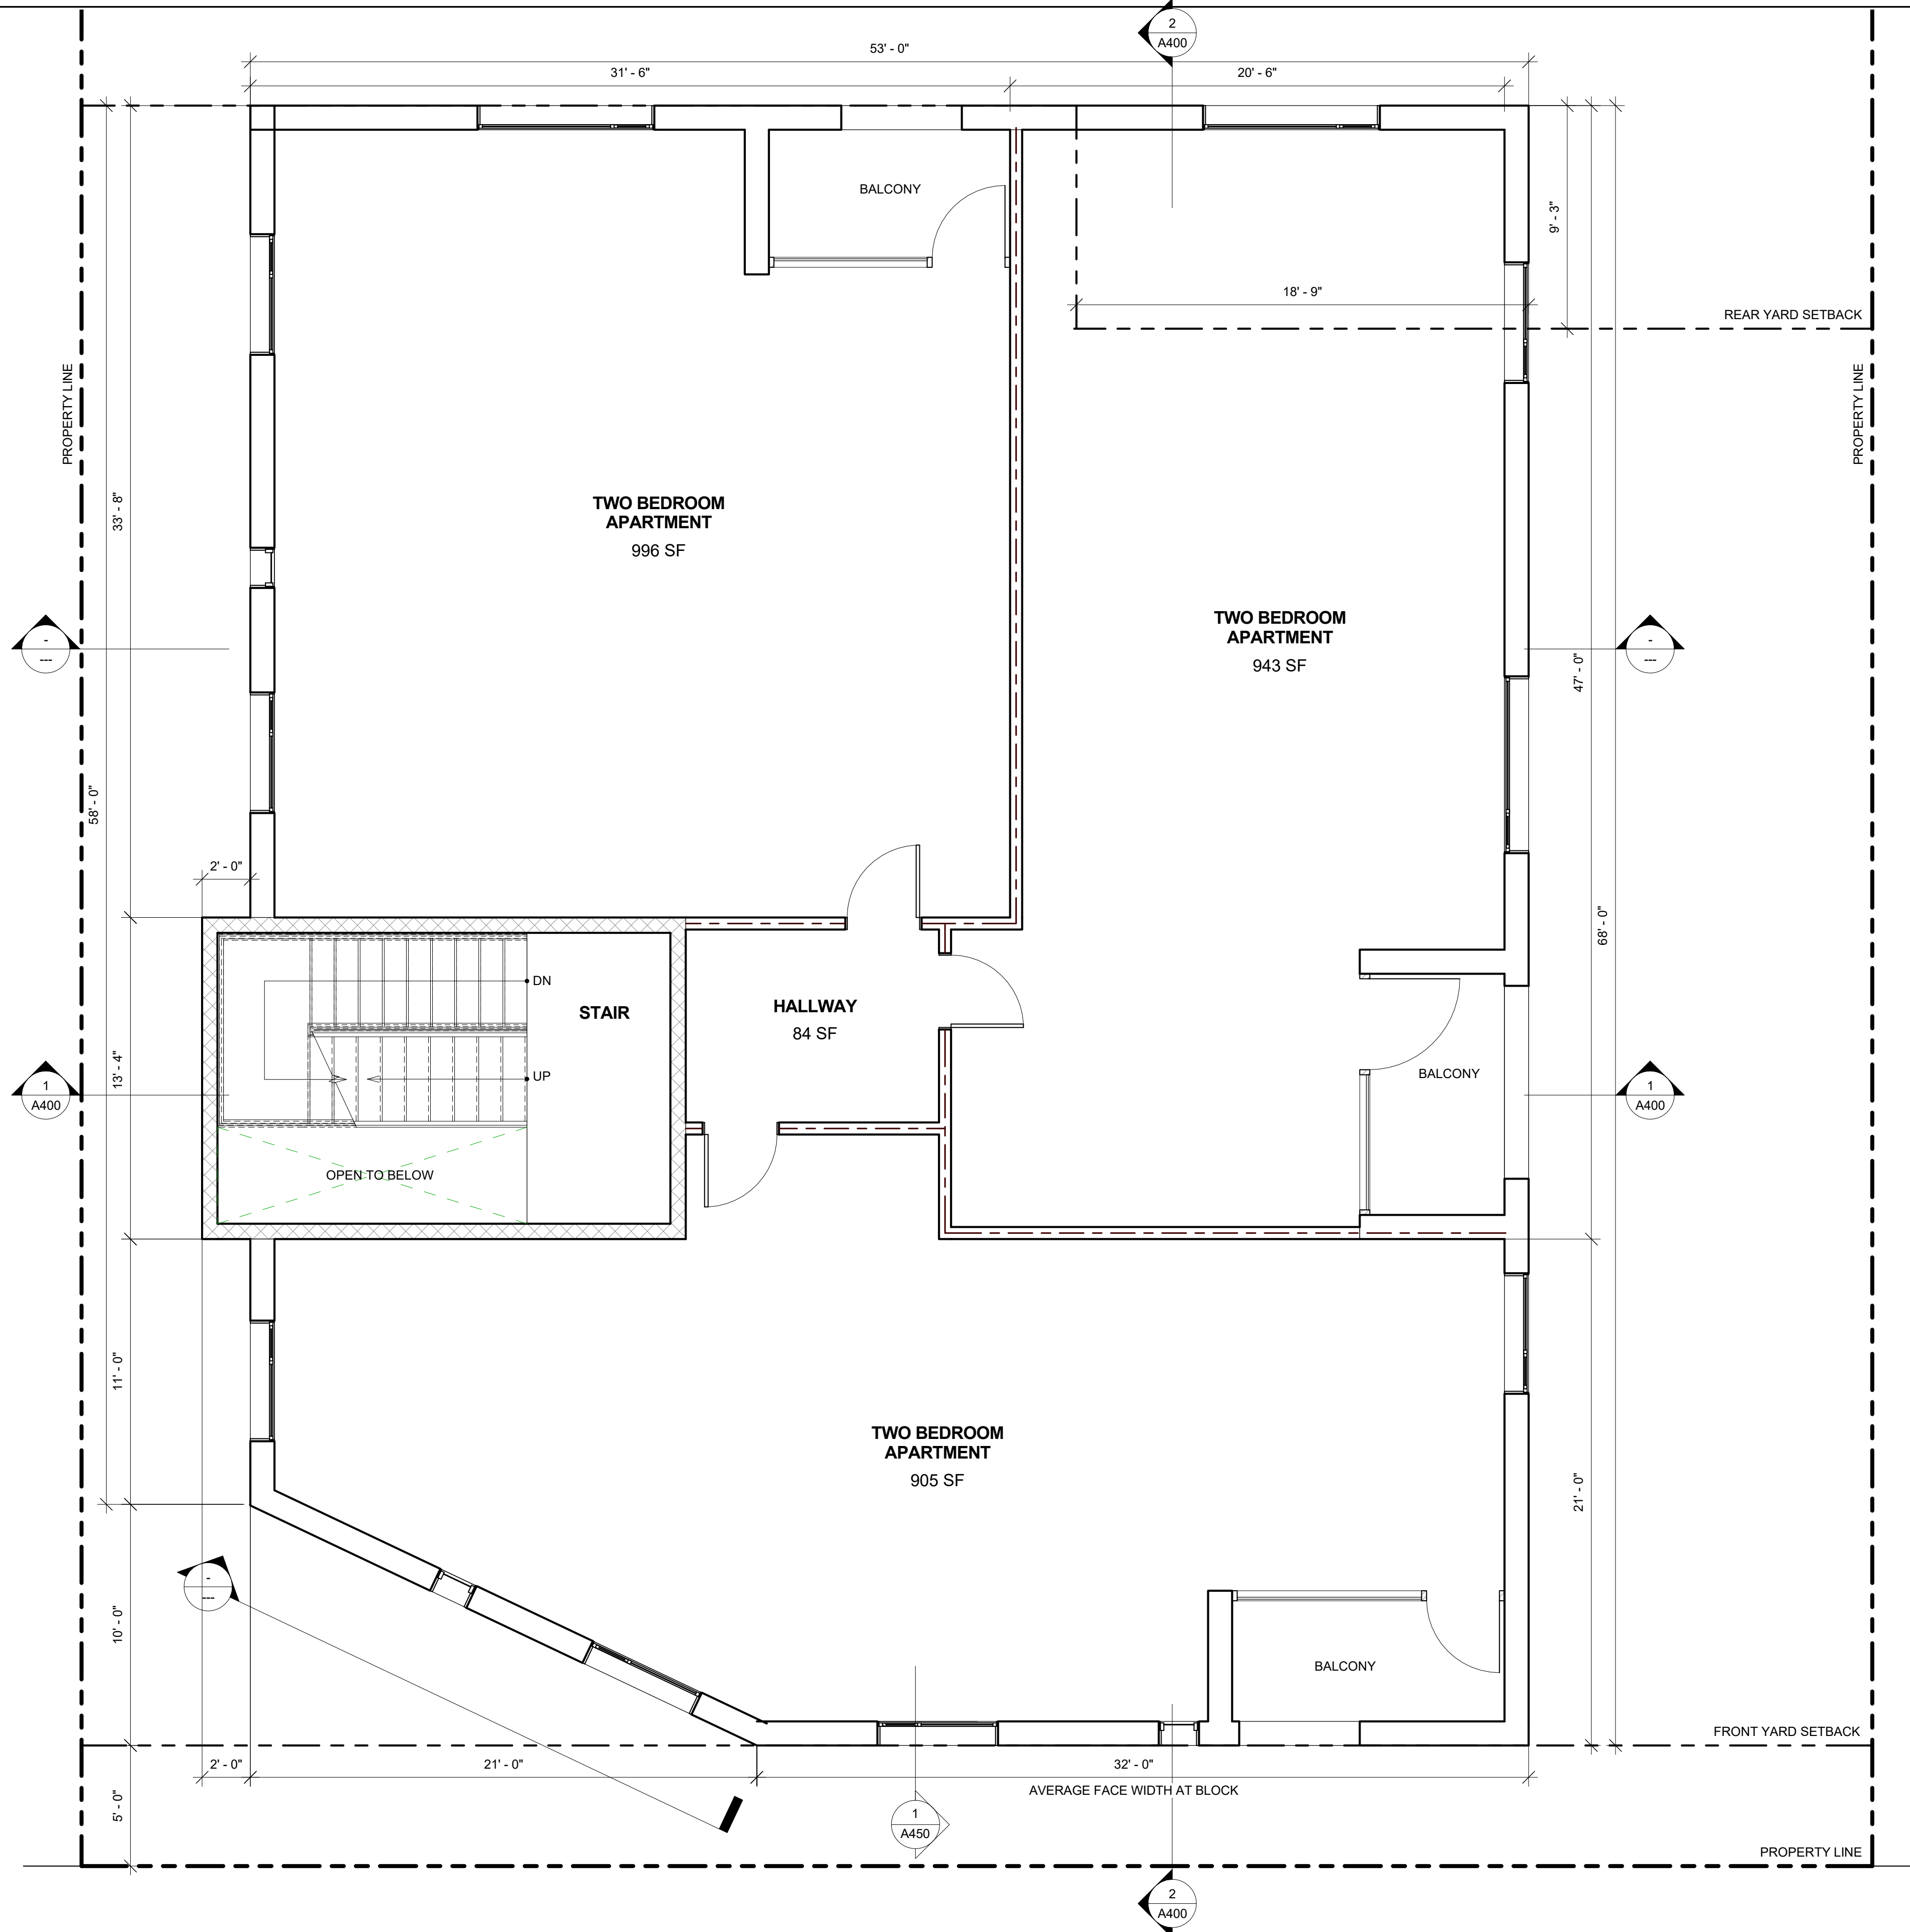 2
A400
53' - 0"
31' - 6"
20' - 6"
BALCONY
9' - 3"
18' - 9"
REAR YARD SETBACK
PROPERTY LINE
PROPERTY LINE
33' - 8"
TWO BEDROOM
APARTMENT
996 SF
TWO BEDROOM
APARTMENT
943 SF
-
---
-
---
47' - 0"
58' - 0"
2' - 0"
68' - 0"
DN
STAIR
HALLWAY
84 SF
13' - 4"
UP
BALCONY
1
A400
1
A400
OPEN TO BELOW
11' - 0"
TWO BEDROOM
APARTMENT
905 SF
21' - 0"
-
---
10' - 0"
BALCONY
FRONT YARD SETBACK
2' - 0"
21' - 0"
32' - 0"
AVERAGE FACE WIDTH AT BLOCK
5' - 0"
1
A450
PROPERTY LINE
2
A400